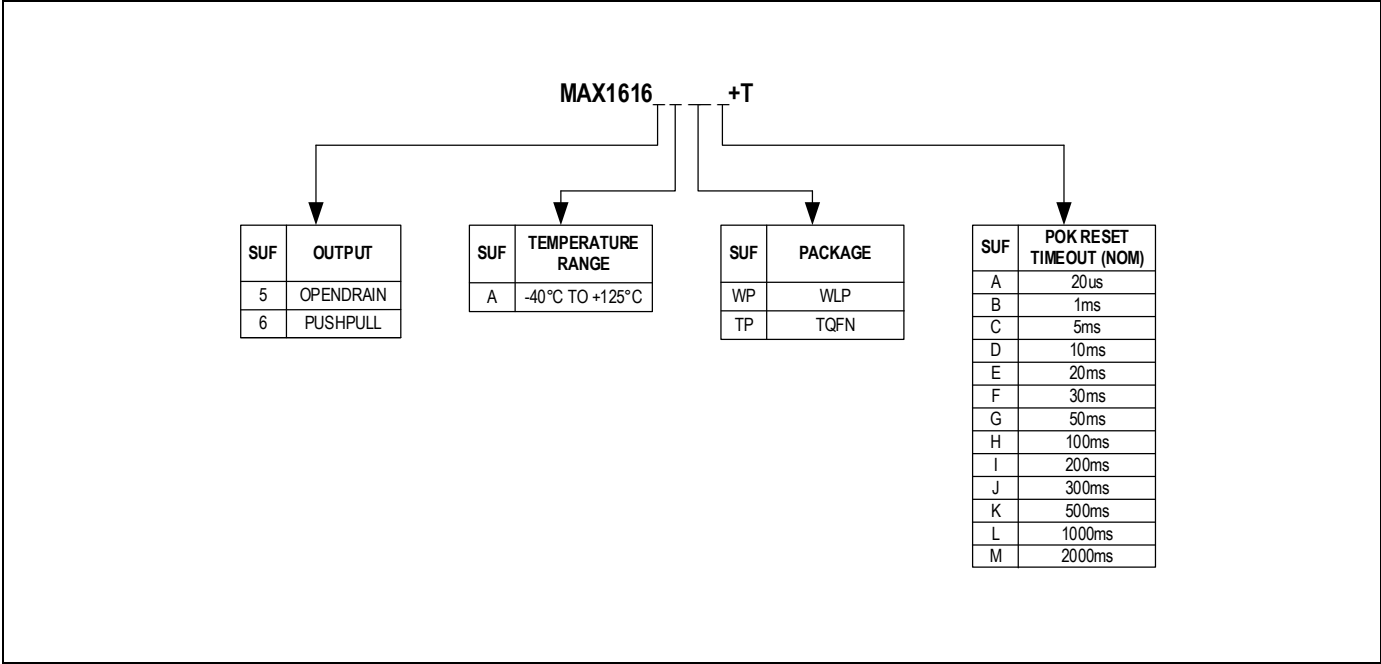 MAX1616_ _ _ _+T
SUF OUTPUT
5 OPENDRAIN
6 PUSHPULL
SUF TEMPERATURE
RANGE
A -40°C TO +125°C
SUF PACKAGE
WP WLP
TP TQFN
SUF POK RESET
TIMEOUT (NOM)
A 20us
B 1ms
C 5ms
D 10ms
E 20ms
F 30ms
G 50ms
H 100ms
I 200ms
J 300ms
K 500ms
L 1000ms
M 2000ms